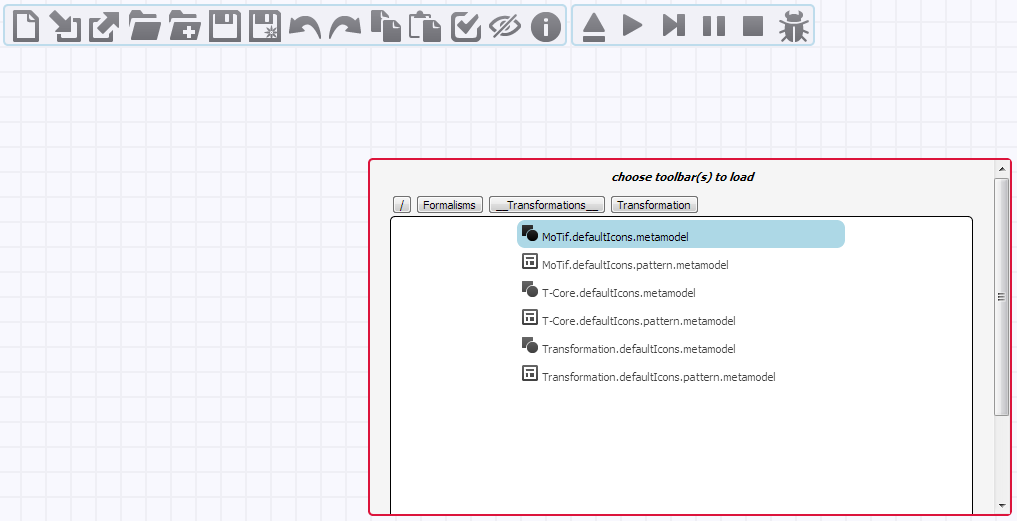 choose toolbar(s) to load
/ Formalisms __Transformations__ Transformation
MoTif.defaultIcons.metamodel
MoTif.defaultIcons.pattern.metamodel
T-Core.defaultIcons.metamodel
T-Core.defaultIcons.pattern.metamodel
Transformation.defaultIcons.metamodel
Transformation.defaultIcons.pattern.metamodel